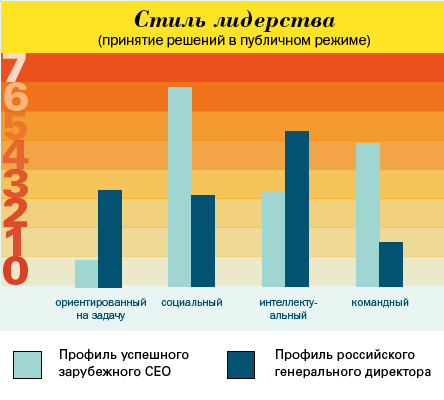 Стиль лидерства
(принятие решений в публичном режиме)
7
6
5
4
3
2
1
0
ориентированный
на задачу
социальный
интеллекту-
альный
командный
Профиль успешного
зарубежного CEO
Профиль российского
генерального директора